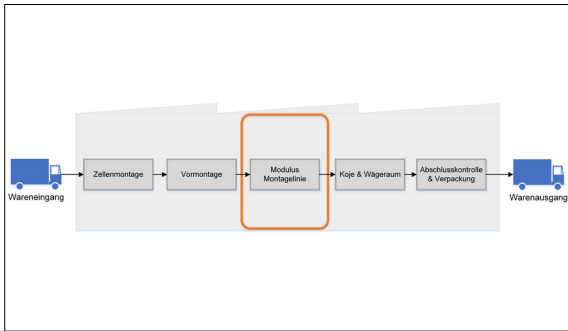 Zellenmontage
Vormontage
Modulus
Montagelinie
Koje & Wägeraum
Abschlusskontrolle
& Verpackung
Wareneingang
Warenausgang